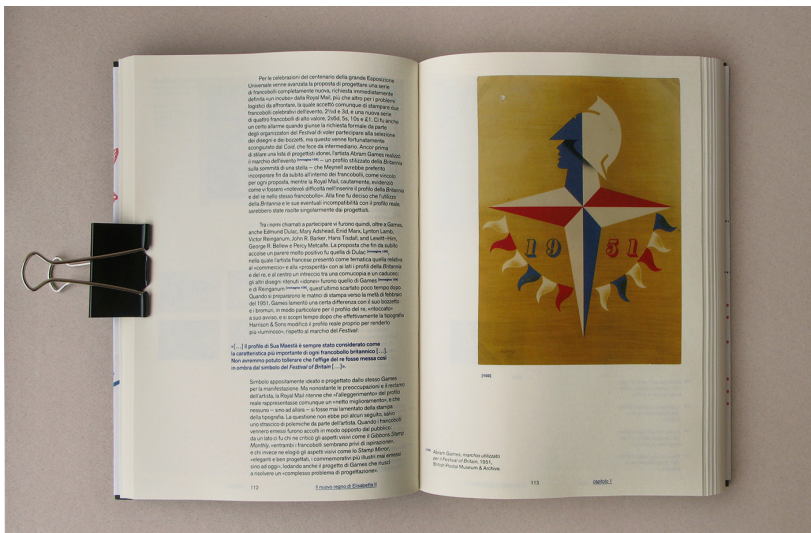 Per le celebrazioni del centenario della grande Esposizione
Universale venne avanzata la proposta di progettare una serie
di francobolli completamente nuova, richiesta immediatamente
definita «un incubo» dalla Royal Mail, più che altro per i problemi
logistici da affrontare, la quale accettò comunque di stampare due
francobolli celebrativi dell'evento, 2½d e 3d, e una nuova serie
di quattro francobolli di alto valore, 2s6d, 5s, 10s e £1. Ci fu anche
un certo allarme quando giunse la richiesta formale da parte
degli organizzatori del Festival di voler partecipare alla selezione
dei disegni e dei bozzetti, ma questo venne fortunatamente
scongiurato dal CoID, che fece da intermediario. Ancor prima
di stilare una lista di progettisti idonei, l'artista Abram Games realizzò
il marchio dell'evento — un profilo stilizzato della Britannia
sulla sommità di una stella — che Meynell avrebbe preferito
incorporare fin da subito all'interno dei francobolli, come vincolo
per ogni proposta, mentre la Royal Mail, cautamente, evidenziò
come vi fossero «notevoli difficoltà nell'inserire il profilo della Britannia
e del re nello stesso francobollo». Alla fine fu deciso che l'utilizzo
della Britannia e le sue eventuali incompatibilità con il profilo reale,
sarebbero state risolte singolarmente dai progettisti.
Tra i nomi chiamati a partecipare vi furono quindi, oltre a Games,
anche Edmund Dulac, Mary Adshead, Enid Marx, Lynton Lamb,
Victor Reinganum, John R. Barker, Hans Tisdall, and Lewitt-Him,
George R. Bellew e Percy Metcalfe. La proposta che fin da subito
accolse un parere molto positivo fu quella di Dulac
nella quale l'artista francese presentò come tematica quella relativa
al «commercio» e alla «prosperità» con ai lati i profili della Britannia
e del re, e al centro un intreccio tra una cornucopia e un caduceo;
gli altri disegni ritenuti «idonei» furono quello di Games
e di Reinganum quest'ultimo scartato poco tempo dopo.
Quando si prepararono le matrici di stampa verso la metà di febbraio
del 1951, Games lamentò una certa differenza con il suo bozzetto
e i bromuri, in modo particolare per il profilo del re, «ritoccato»
a suo avviso, e si scoprì tempo dopo che effettivamente la tipografia
Harrison & Sons modificò il profilo reale proprio per renderlo
più «luminoso», rispetto al marchio del Festival:
«[…] il profilo di Sua Maestà è sempre stato considerato come
la caratteristica più importante di ogni francobollo britannico […].
Non avremmo potuto tollerare che l'effige del re fosse messa così
in ombra dal simbolo del Festival of Britain […]».
Simbolo appositamente ideato e progettato dallo stesso Games
per la manifestazione. Ma nonostante le preoccupazioni e il reclamo
dell'artista, la Royal Mail ritenne che «l'alleggerimento» del profilo
reale rappresentasse comunque un «netto miglioramento», e che
nessuno — sino ad allora — si fosse mai lamentato della stampa
della tipografia. La questione non ebbe poi alcun seguito, salvo
uno strascico di polemiche da parte dell'artista. Quando i francobolli
vennero emessi furono accolti in modo opposto dal pubblico:
da un lato ci fu chi ne criticò gli aspetti visivi come il Gibbons Stamp
Monthly, «entrambi i francobolli sembrano privi di ispirazione»,
e chi invece ne elogiò gli aspetti visivi come lo Stamp Mirror,
«eleganti e ben progettati, i commemorativi più illustri mai emessi
sino ad oggi», lodando anche il progetto di Games che riuscì
a risolvere un «complesso problema di progettazione».
112
Il nuovo regno di Elisabetta II
1951
[108]
Abram Games, marchio utilizzato
per il Festival of Britain, 1951,
British Postal Museum & Archive.
113
capitolo 1